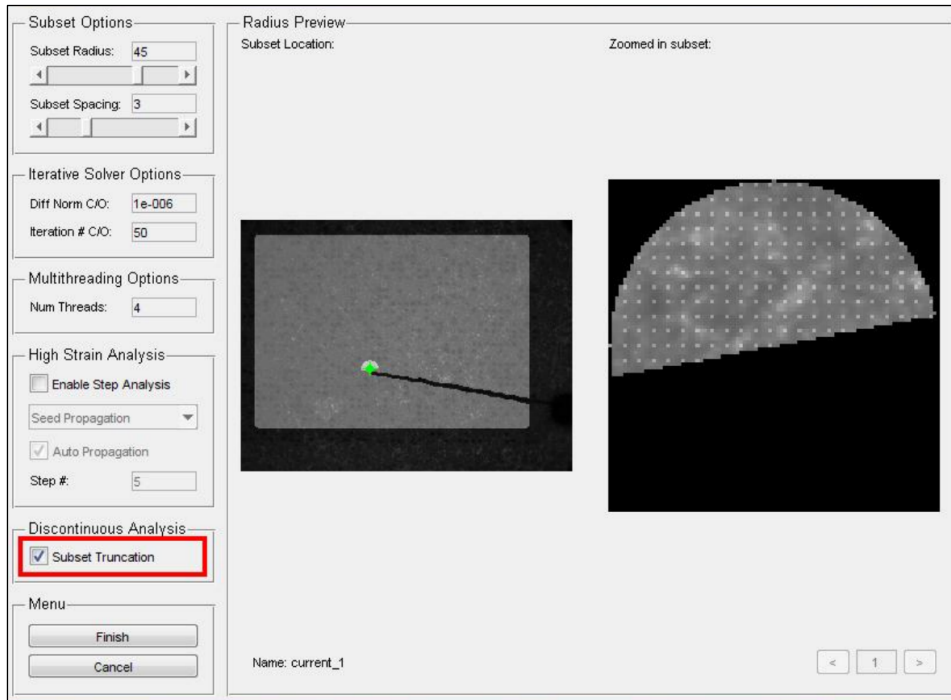 Subset Options
Subset Radius: 45
Subset Spacing: 3
Iterative Solver Options
Diff Norm C/O: 1e-006
Iteration # C/O: 50
Multithreading Options
Num Threads: 4
High Strain Analysis
Enable Step Analysis
Seed Propagation
Auto Propagation
Step #: 5
Discontinuous Analysis
Subset Truncation
Menu
Finish
Cancel
Radius Preview
Subset Location:
Zoomed in subset:
Name: current_1
< 1 >